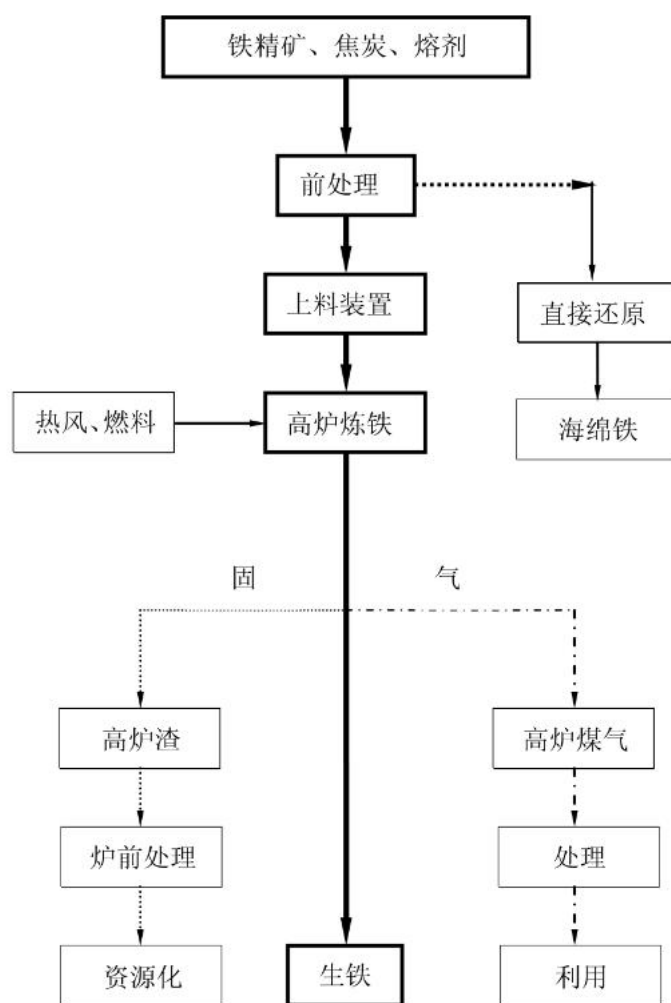 铁精矿、焦炭、熔剂
前处理
上料装置
直接还原
热风、燃料
高炉炼铁
海绵铁
固
气
高炉渣
高炉煤气
炉前处理
处理
资源化
生铁
利用